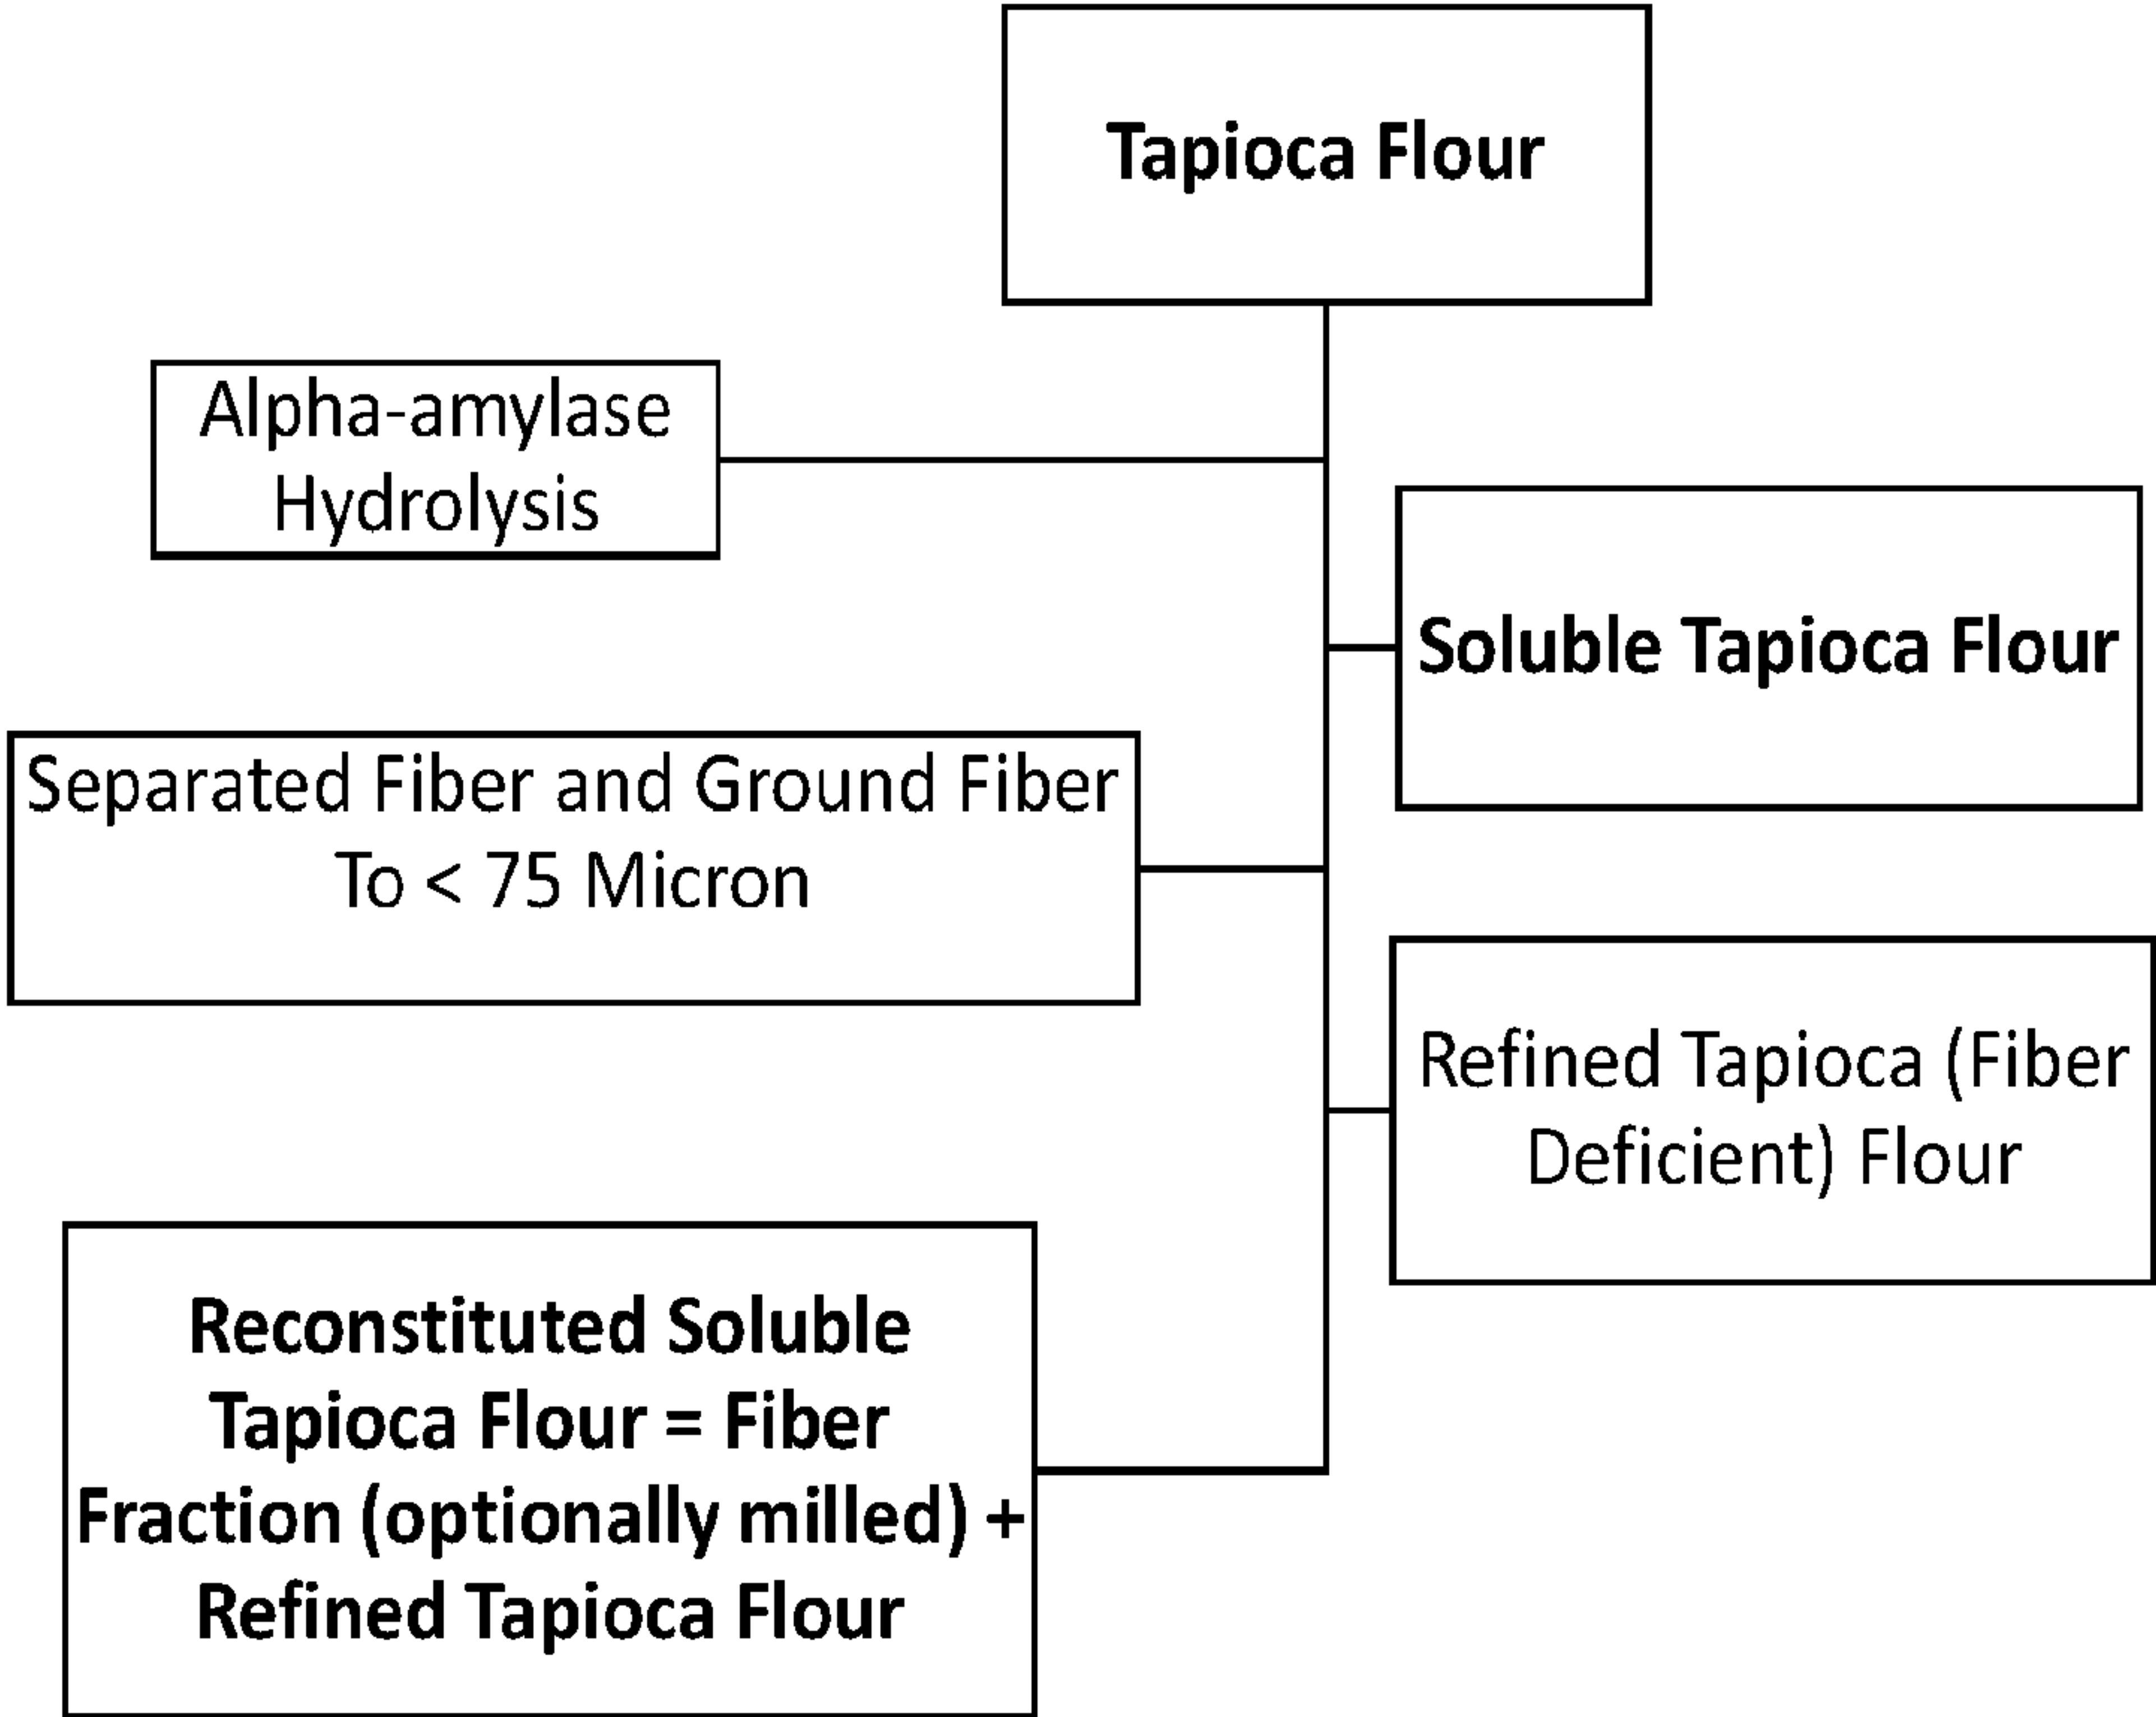 Tapioca Flour
Alpha-amylase
Hydrolysis
Soluble Tapioca Flour
Separated Fiber and Ground Fiber
To < 75 Micron
Refined Tapioca (Fiber
Deficient) Flour
Reconstituted Soluble
Tapioca Flour = Fiber
Fraction (optionally milled) +
Refined Tapioca Flour